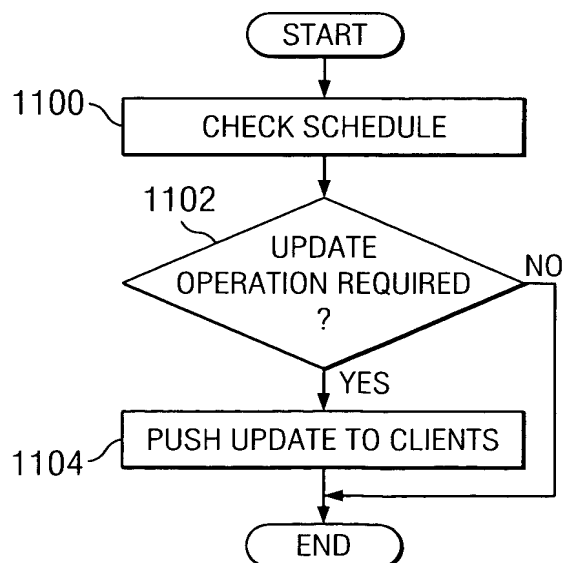 START
1100
CHECK SCHEDULE
1102
UPDATE
OPERATION REQUIRED
?
NO
YES
1104
PUSH UPDATE TO CLIENTS
END